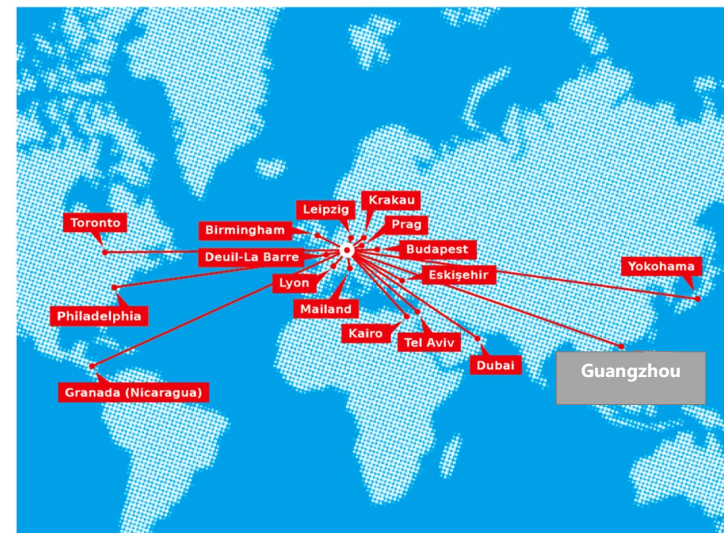 Leipzig
Krakau
Toronto
Birmingham
Prag
Deuil-La Barre
Budapest
Yokohama
Lyon
Eskişehir
Philadelphia
Mailand
Kairo
Tel Aviv
Dubai
Guangzhou
Granada (Nicaragua)